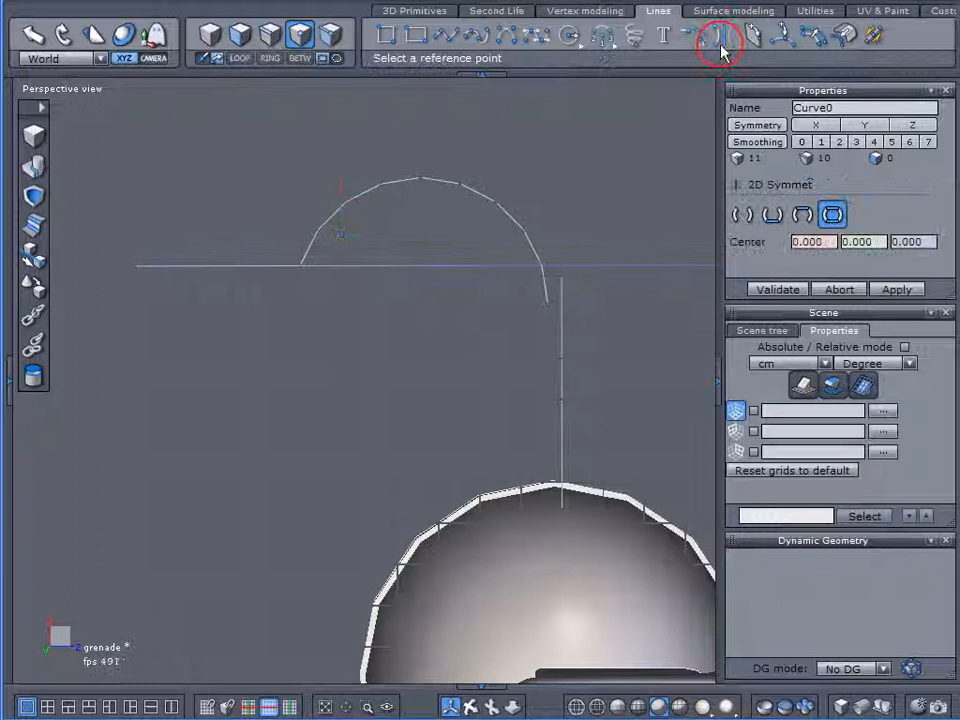 3D Primitives Second Life Vertex modeling Lines Surface modeling Utilities UV & Paint Custo
World XYZ CAMERA LOOP RING BETW Select a reference point
Perspective view
Properties
Name Curve0
Symmetry X Y Z
Smoothing 0 1 2 3 4 5 6 7
11 10 0
2D Symmet
Center 0.000 0.000 0.000
Validate Abort Apply
Scene
Scene tree Properties
Absolute / Relative mode
cm Degree
...
...
...
Reset grids to default
Select
Dynamic Geometry
Y Z grenade *
fps 491
DG mode: No DG